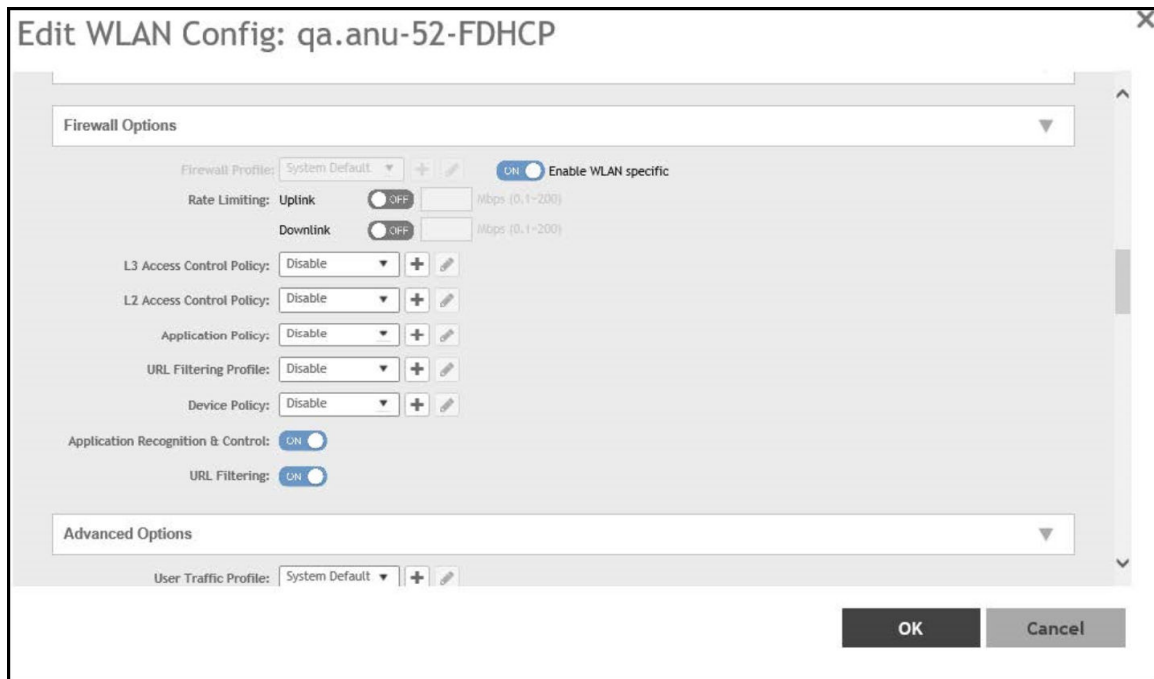 Edit WLAN Config: qa.anu-52-FDHCP
Firewall Options
Firewall Profile: System Default ON Enable WLAN specific
Rate Limiting: Uplink OFF Mbps (0.1~200)
Downlink OFF Mbps (0.1~200)
L3 Access Control Policy: Disable
L2 Access Control Policy: Disable
Application Policy: Disable
URL Filtering Profile: Disable
Device Policy: Disable
Application Recognition & Control: ON
URL Filtering: ON
Advanced Options
User Traffic Profile: System Default
OK Cancel